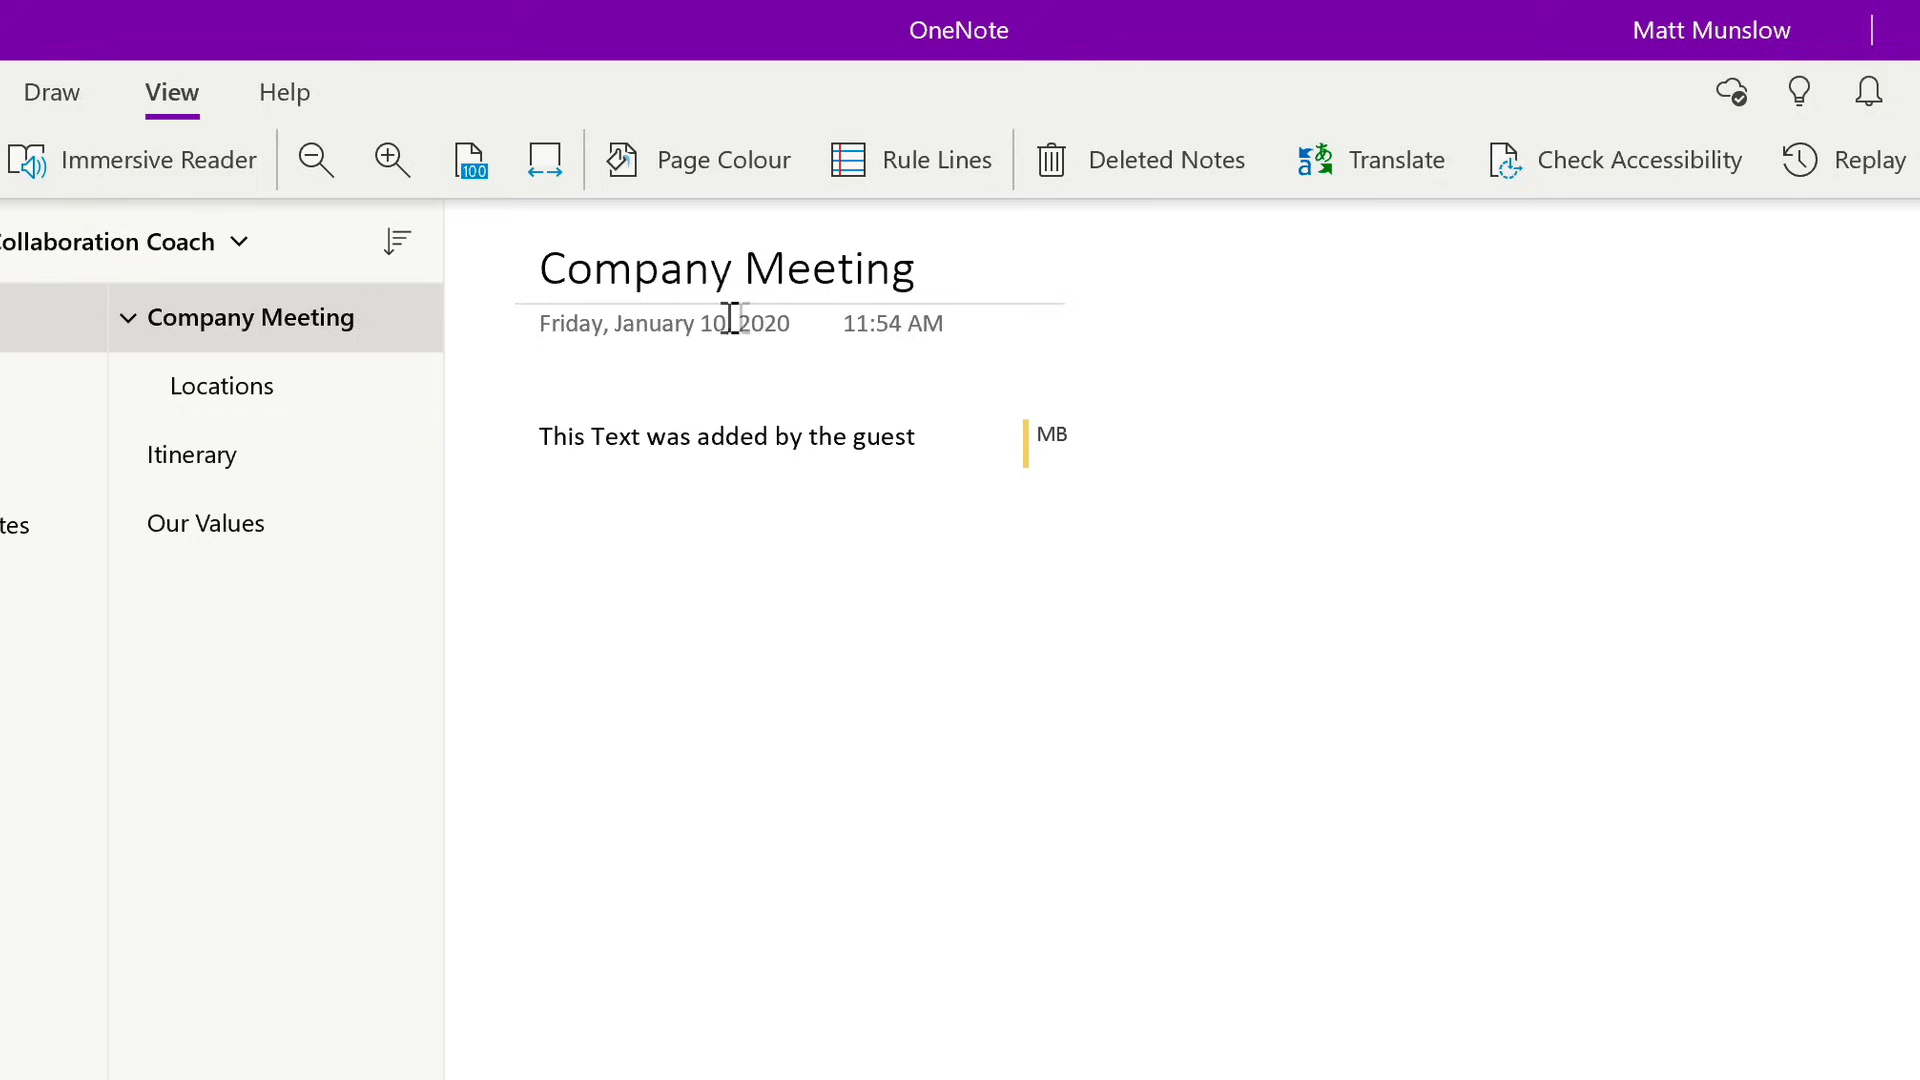 OneNote
Matt Munslow
Draw
View
Help
Immersive Reader
100
Page Colour
Rule Lines
Deleted Notes
Translate
Check Accessibility
Replay
ollaboration Coach
Company Meeting
Locations
Itinerary
Our Values
tes
Company Meeting
Friday, January 10, 2020
11:54 AM
This Text was added by the guest
MB